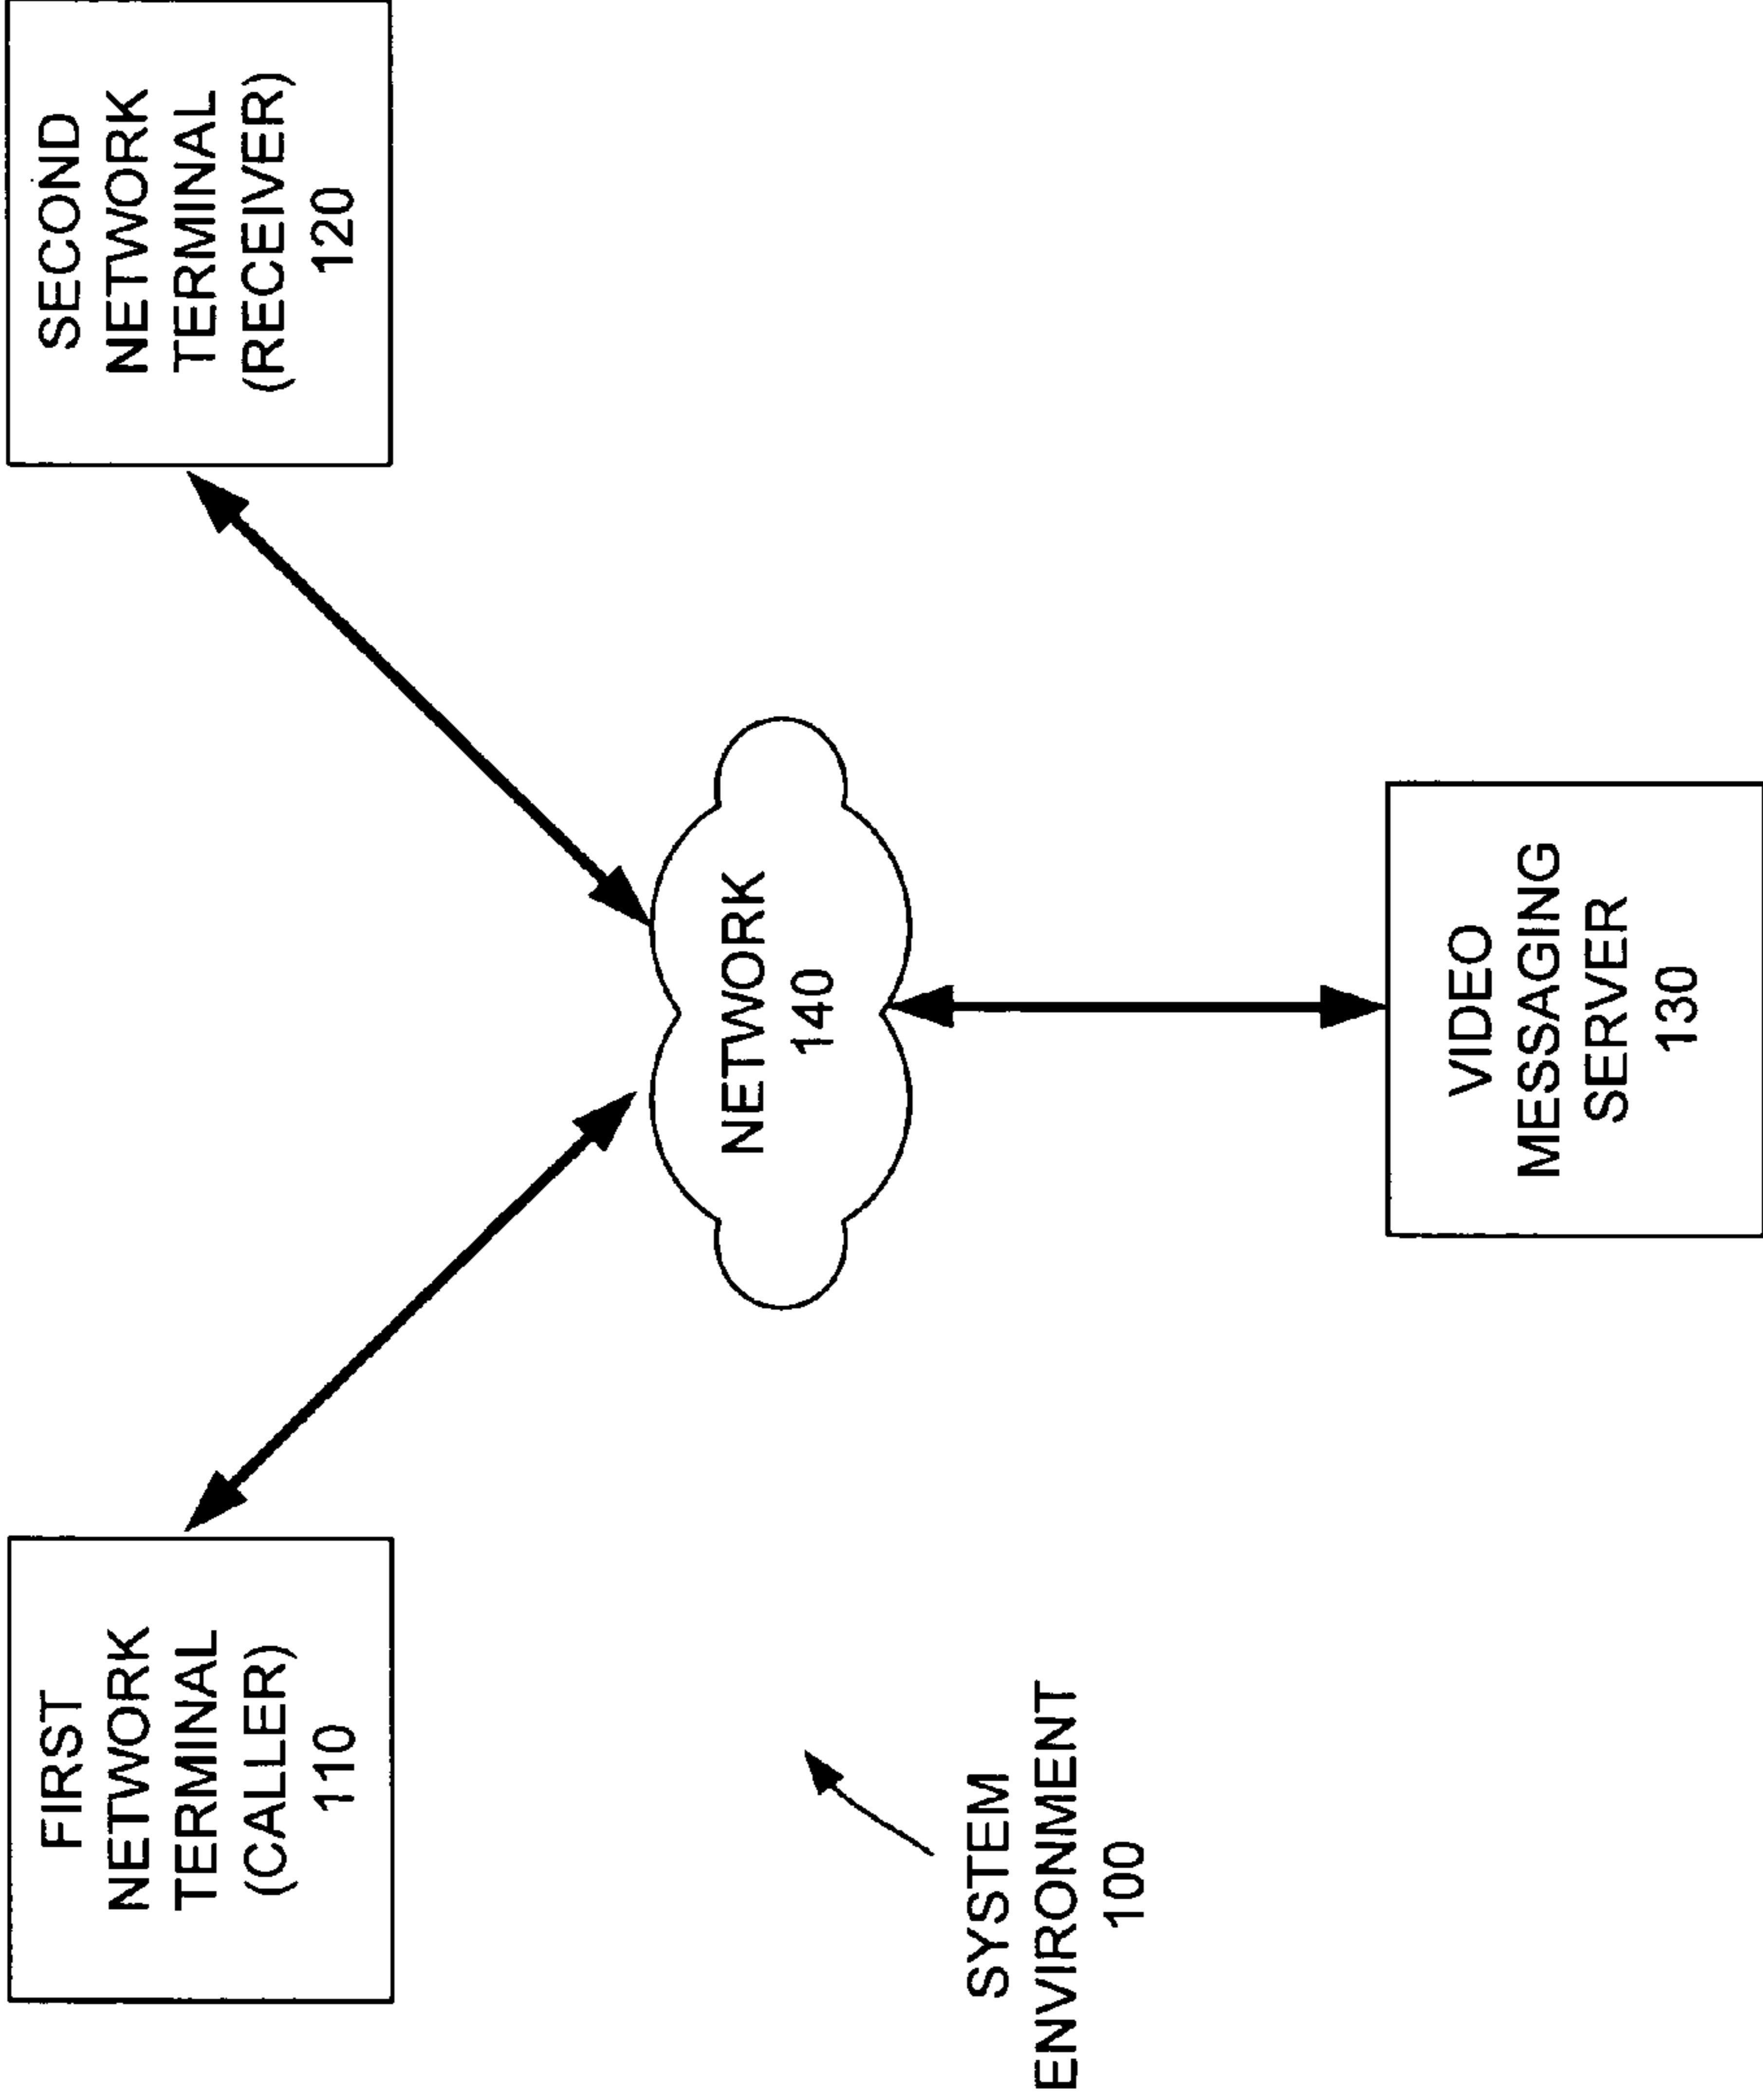 FIRST
NETWORK
TERMINAL
(CALLER)
110
SECOND
NETWORK
TERMINAL
(RECEIVER)
120
NETWORK
140
SYSTEM
ENVIRONMENT
100
VIDEO
MESSAGING
SERVER
130